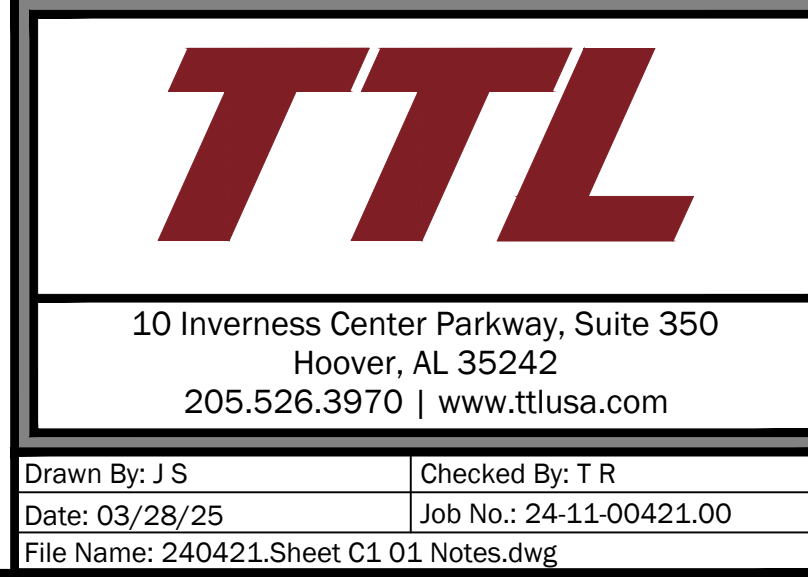 TTL
10 Inverness Center Parkway, Suite 350
Hoover, AL 35242
205.526.3970 | www.ttlusa.com
Drawn By: J S
Checked By: T R
Date: 03/28/25
Job No.: 24-11-00421.00
File Name: 240421.Sheet C1 01 Notes.dwg